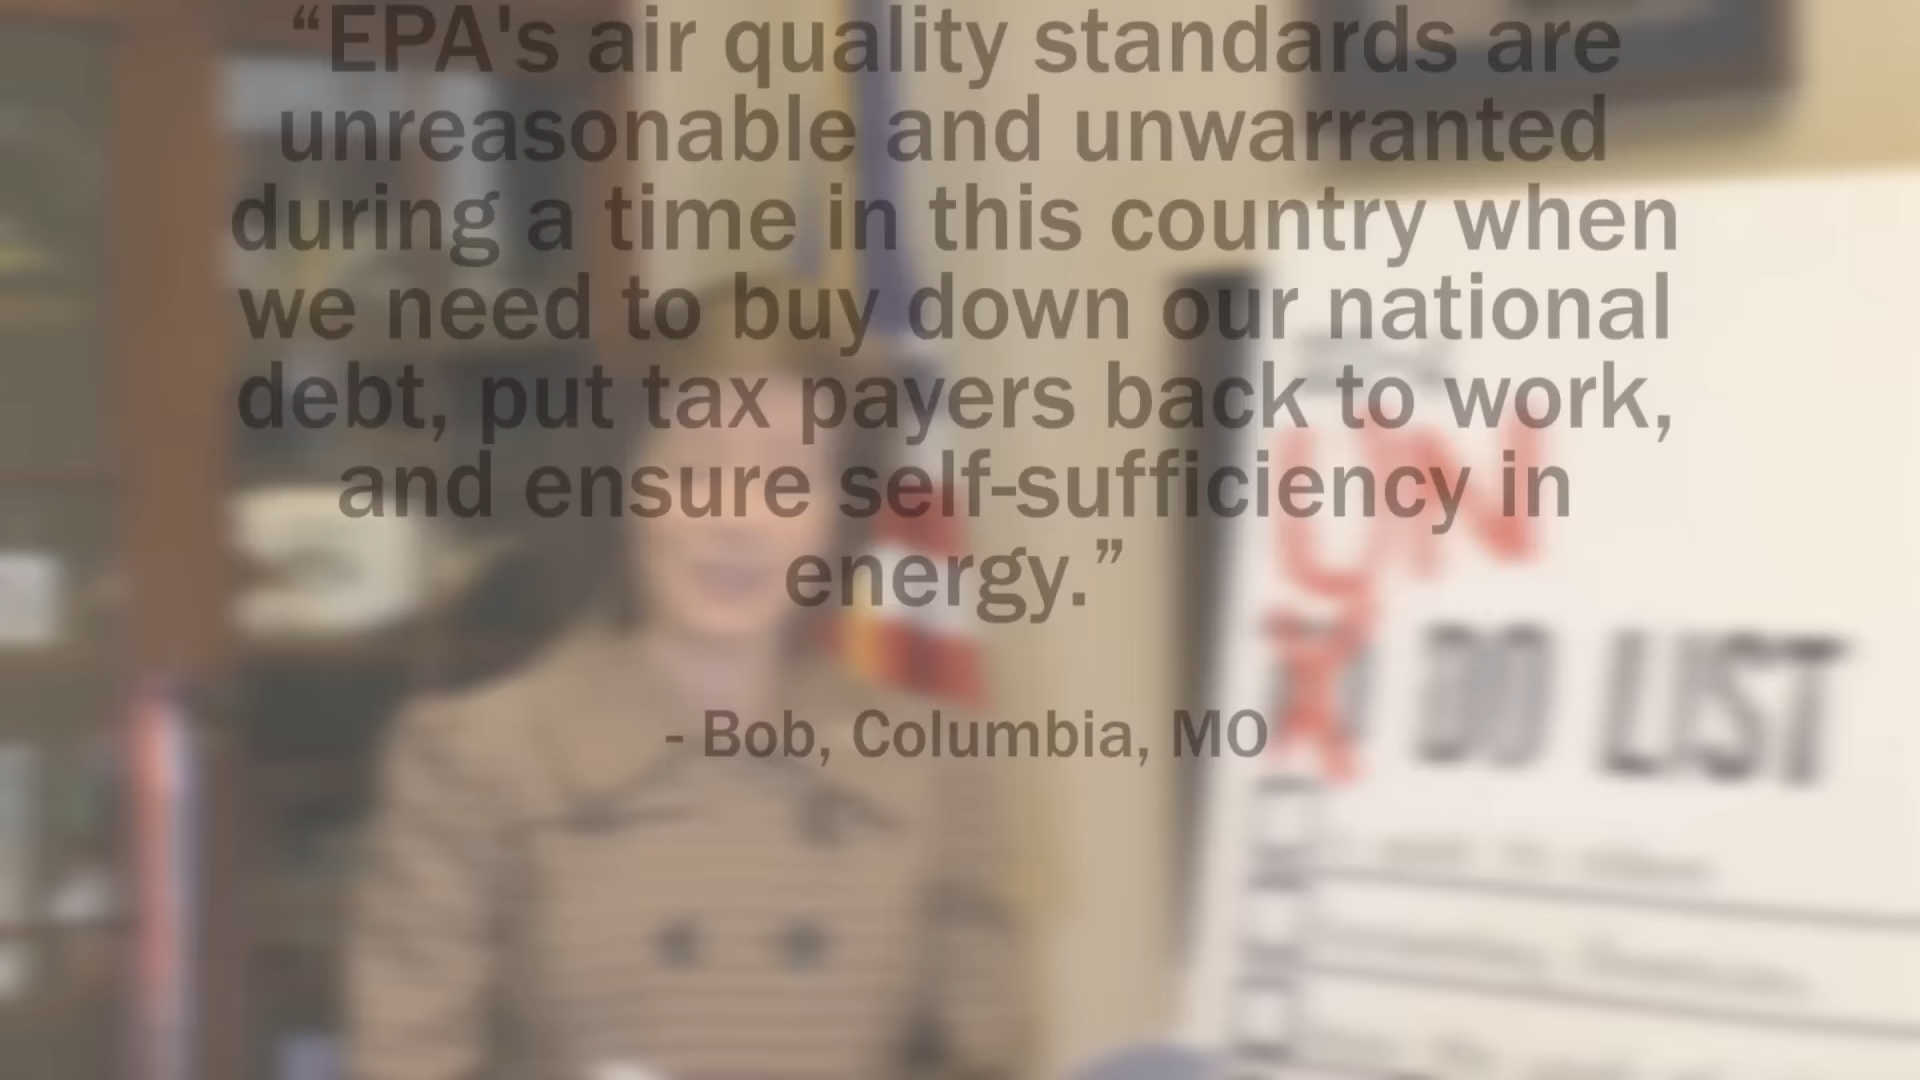 “EPA's air quality standards are
unreasonable and unwarranted
during a time in this country when
we need to buy down our national
debt, put tax payers back to work,
and ensure self-sufficiency in
energy.”
- Bob, Columbia, MO
UN
DO LIST